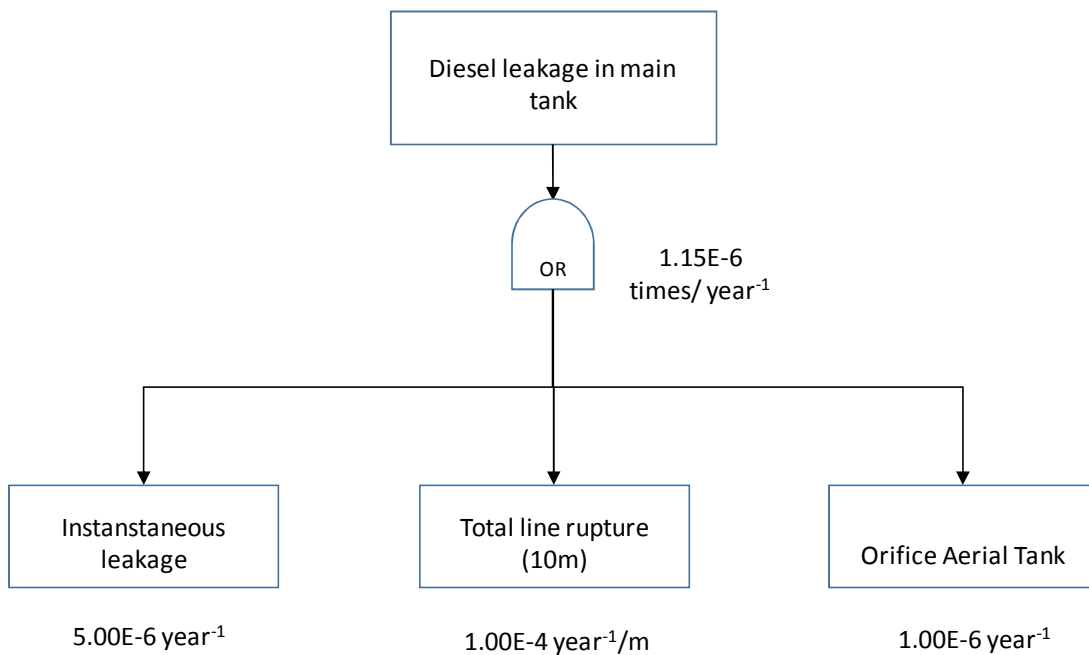 Diesel leakage in main
tank
OR
1.15E-6
times/ year⁻¹
Instanstaneous
leakage
Total line rupture
(10m)
Orifice Aerial Tank
5.00E-6 year⁻¹
1.00E-4 year⁻¹/m
1.00E-6 year⁻¹